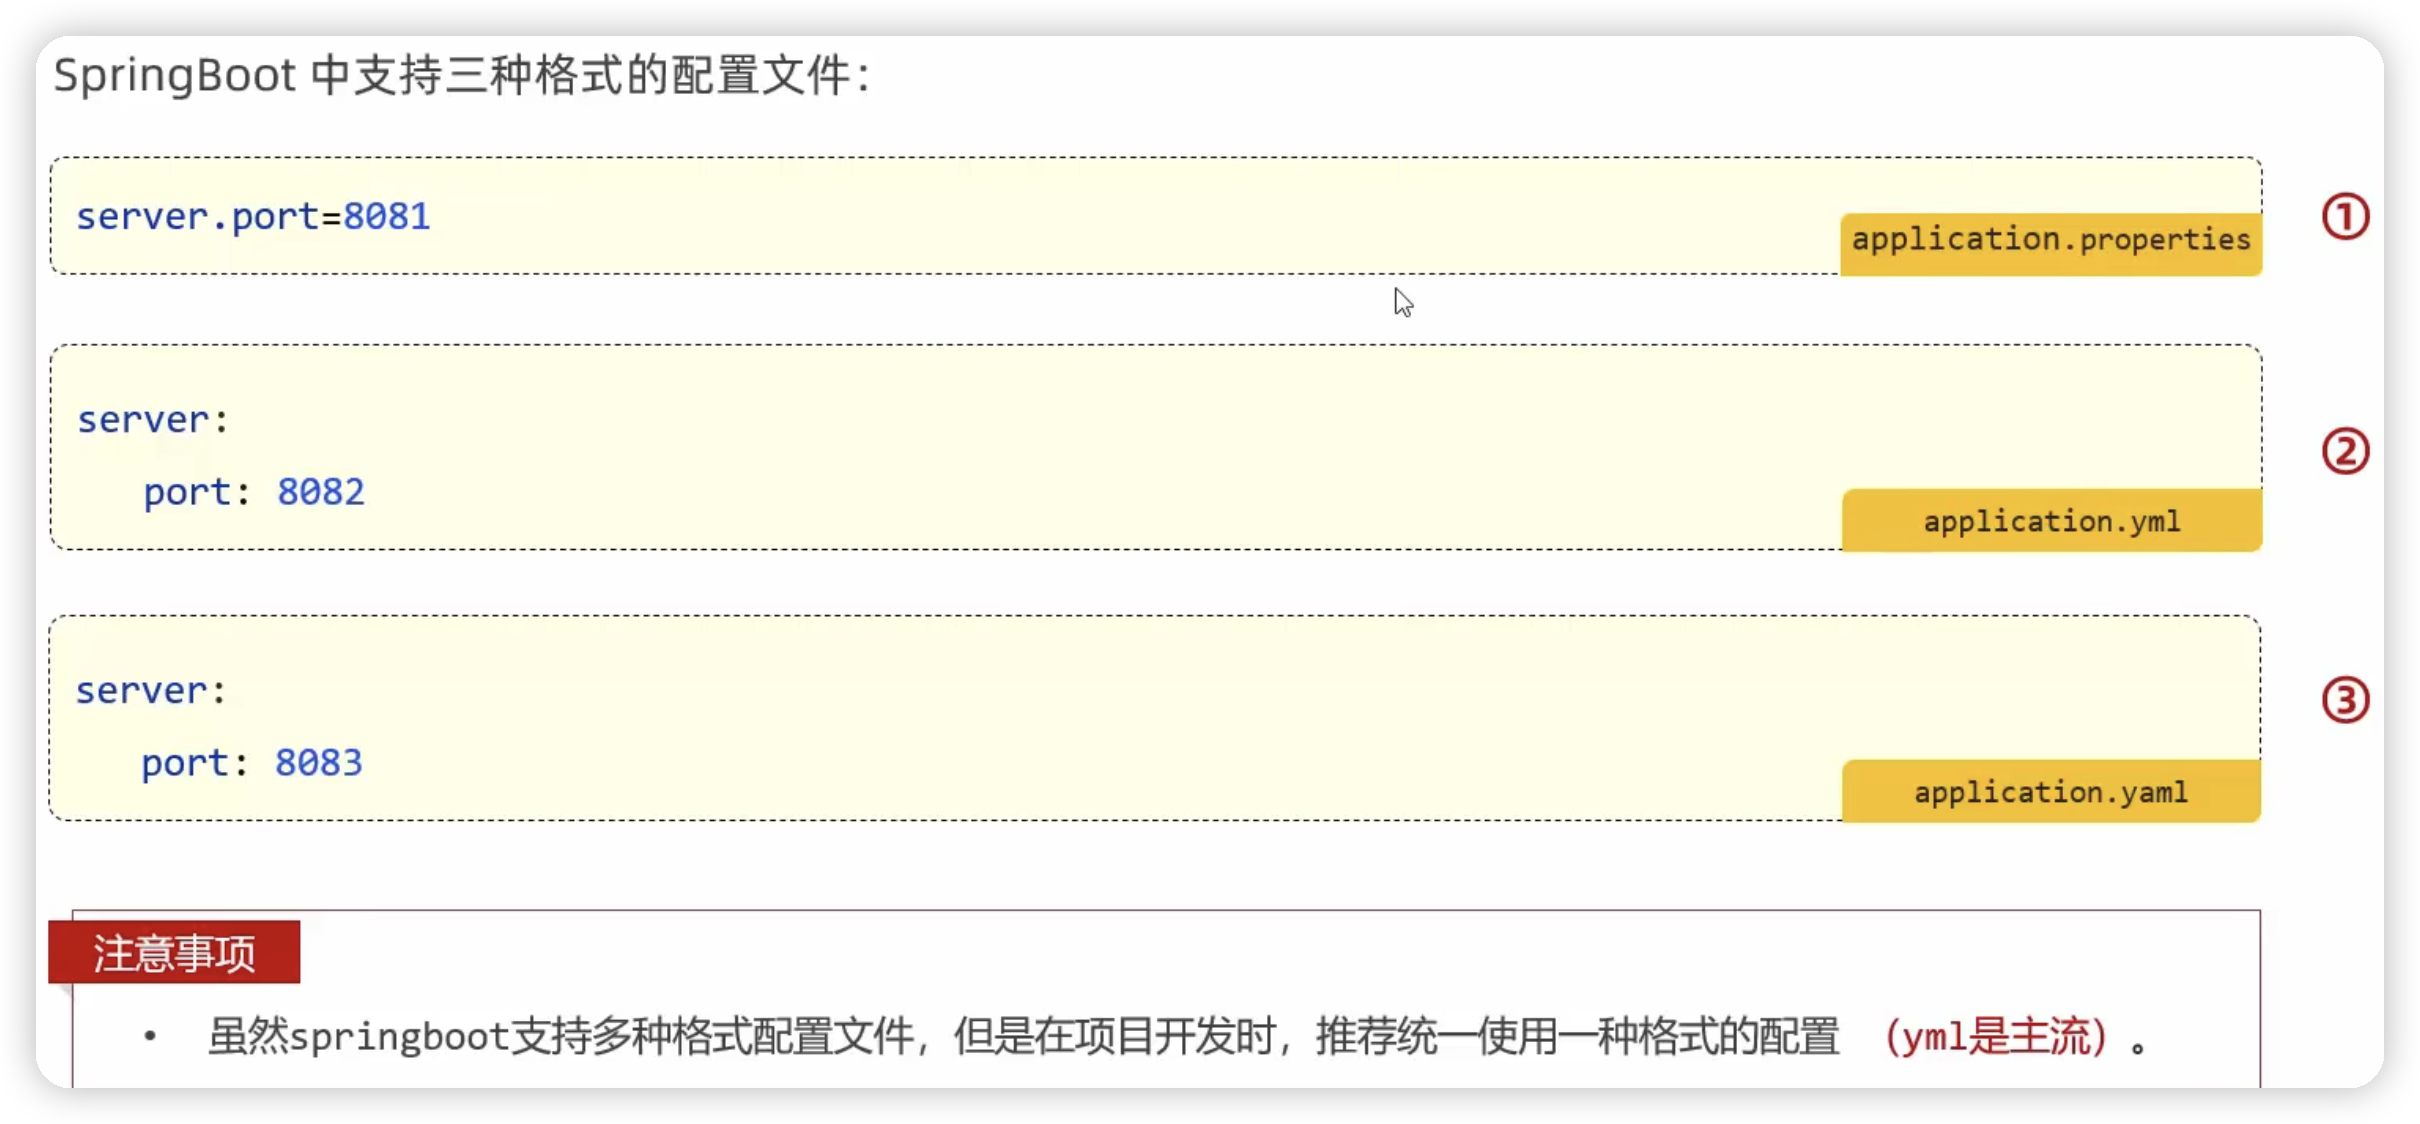 SpringBoot 中支持三种格式的配置文件：
server.port=8081
application.properties
①
server:
port: 8082
application.yml
②
server:
port: 8083
application.yaml
③
注意事项
• 虽然springboot支持多种格式配置文件，但是在项目开发时，推荐统一使用一种格式的配置 （yml是主流）。